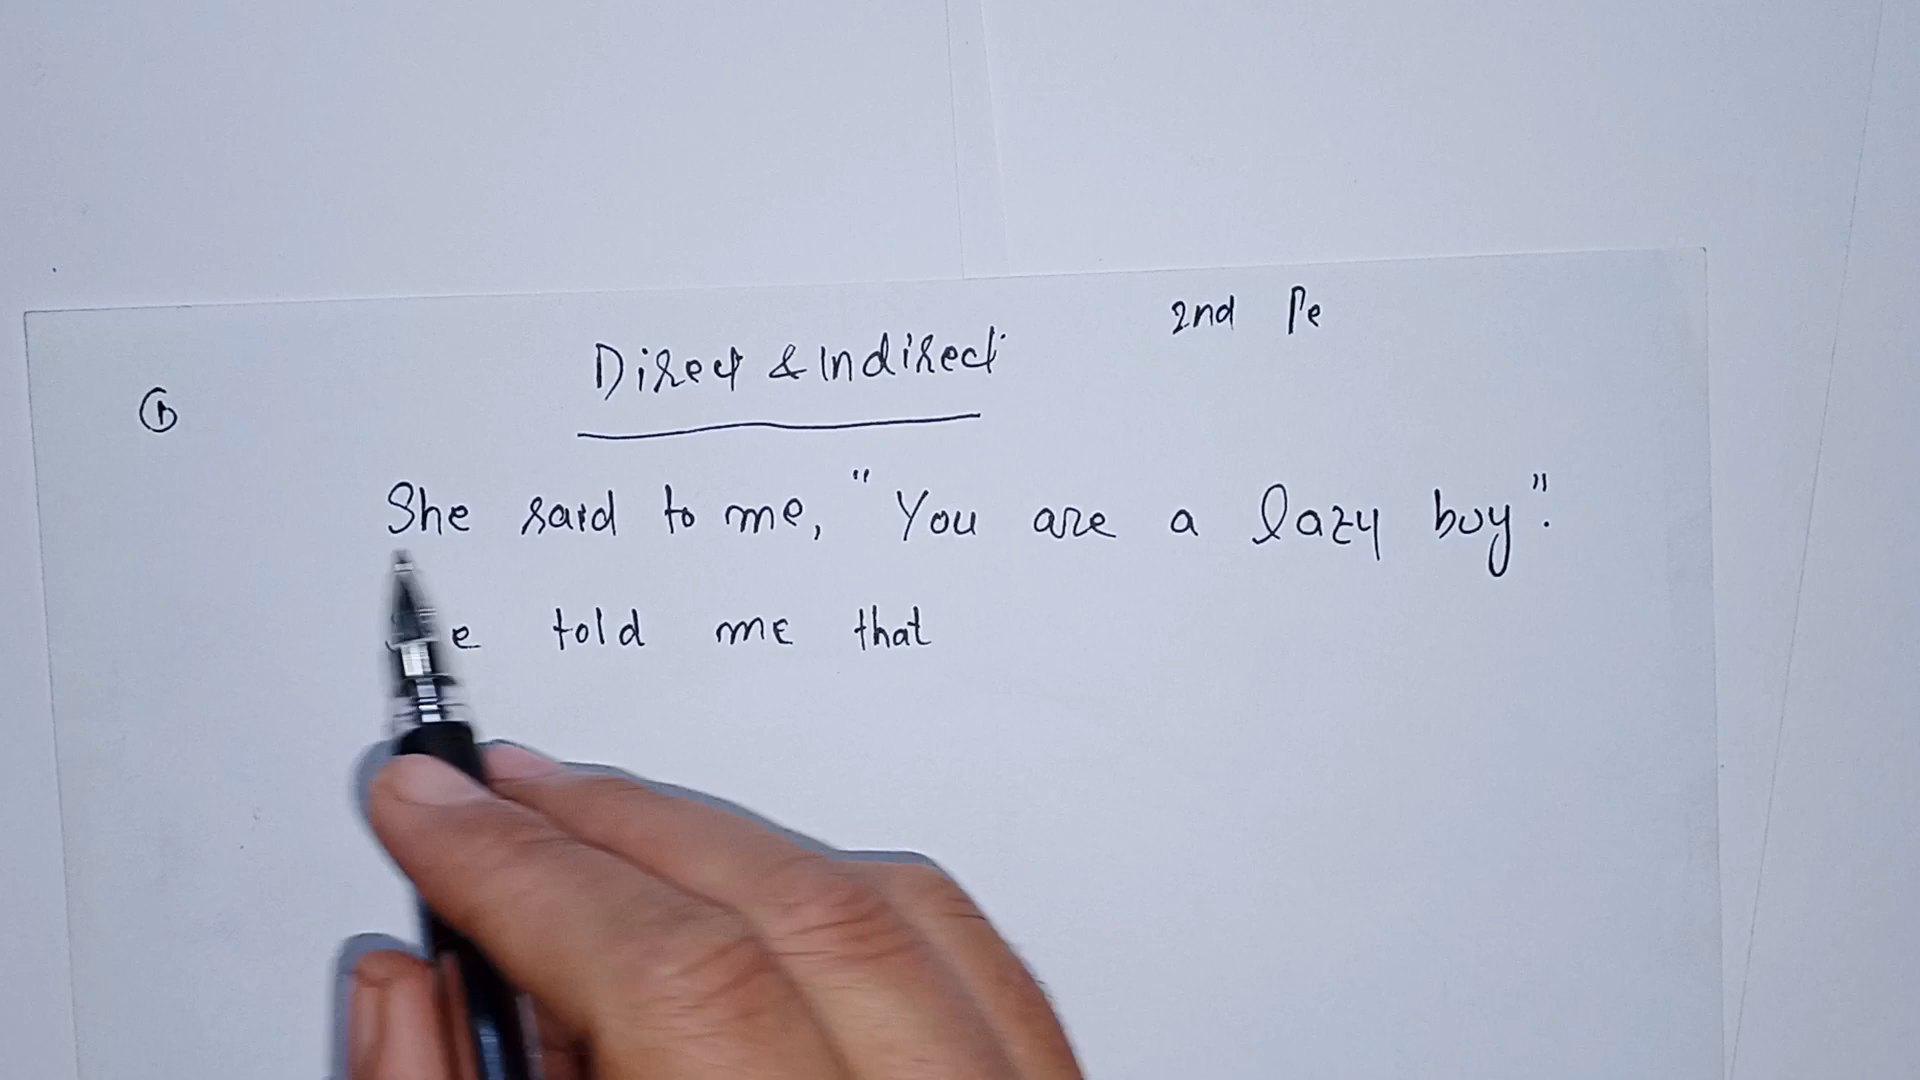 2nd Pe
Direct & Indirect
①
She said to me, "You are a lazy boy".
told me that